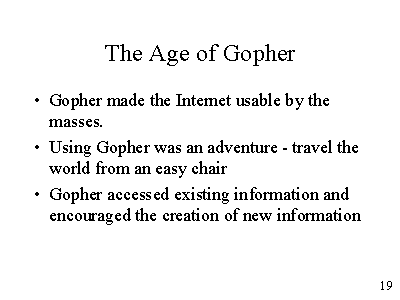 The Age of Gopher
• Gopher made the Internet usable by the
masses.
• Using Gopher was an adventure - travel the
world from an easy chair
• Gopher accessed existing information and
encouraged the creation of new information
19